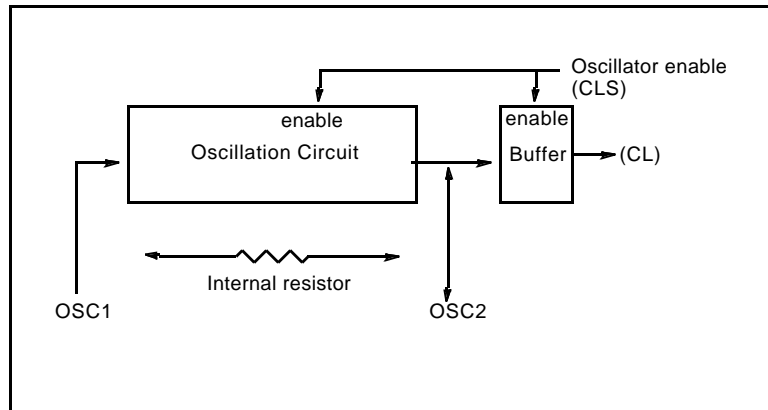 Oscillator enable
(CLS)
enable
Oscillation Circuit
enable
Buffer
(CL)
Internal resistor
OSC1
OSC2